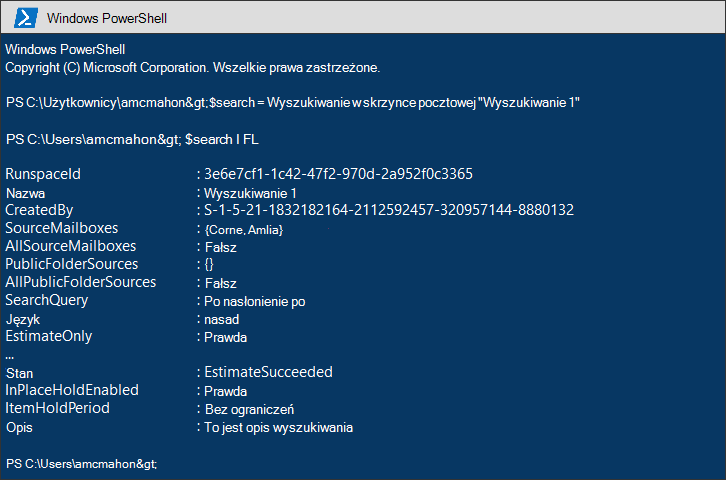 Windows PowerShell
Windows PowerShell
Copyright (C) Microsoft Corporation. Wszelkie prawa zastrzeżone.
PS C:\Użytkownicy\amcmahon&gt;$search = Wyszukiwanie w skrzynce pocztowej "Wyszukiwanie 1"
PS C:\Users\amcmahon&gt; $search I FL
RunspaceId : 3e6e7cf1-1c42-47f2-970d-2a952f0c3365
Nazwa : Wyszukiwanie 1
CreatedBy : S-1-5-21-1832182164-2112592457-320957144-8880132
SourceMailboxes : {Corne, Amlia}
AllSourceMailboxes : Fałsz
PublicFolderSources : {}
AllPublicFolderSources : Fałsz
SearchQuery : Po nasłonienie po
Język : nasad
EstimateOnly : Prawda
...
Stan : EstimateSucceeded
InPlaceHoldEnabled : Prawda
ItemHoldPeriod : Bez ograniczeń
Opis : To jest opis wyszukiwania
PS C:\Users\amcmahon&gt;